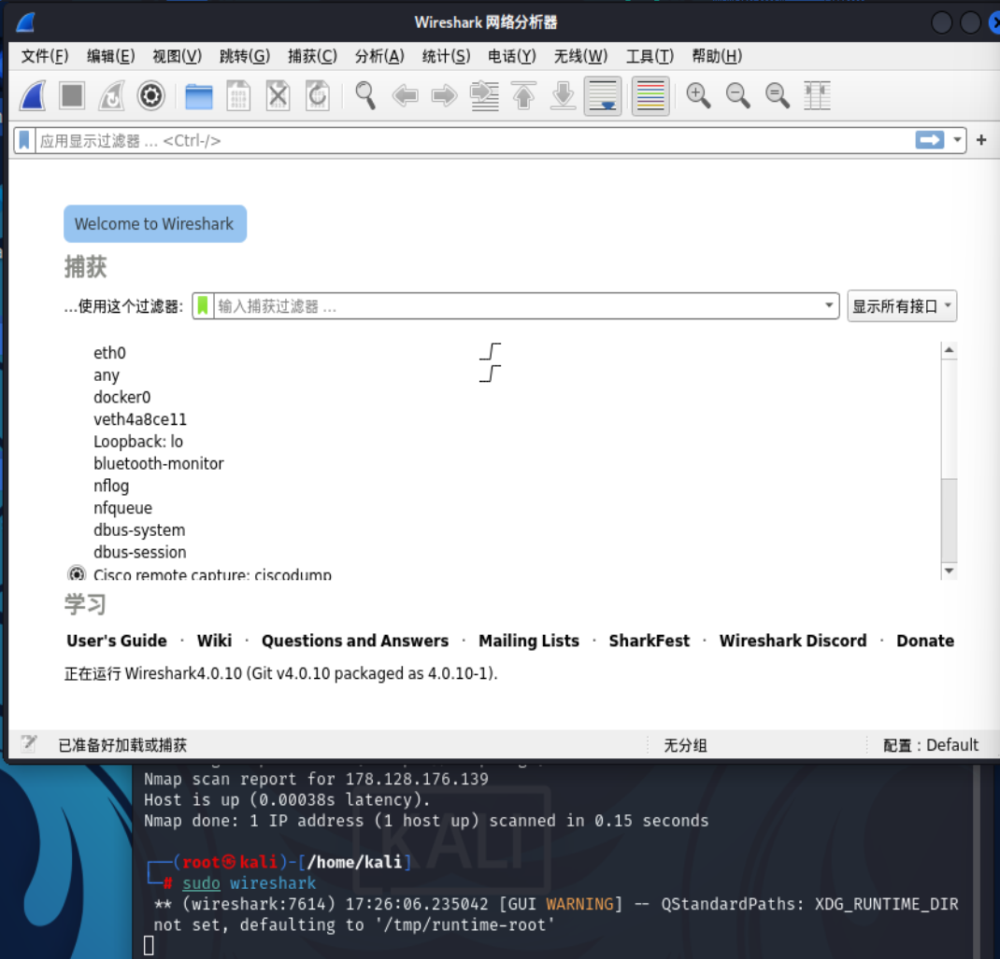 Wireshark 网络分析器
文件(F) 编辑(E) 视图(V) 跳转(G) 捕获(C) 分析(A) 统计(S) 电话(Y) 无线(W) 工具(T) 帮助(H)
应用显示过滤器 … <Ctrl-/>
Welcome to Wireshark
捕获
…使用这个过滤器: 输入捕获过滤器 … 显示所有接口
eth0
any
docker0
veth4a8ce11
Loopback: lo
bluetooth-monitor
nflog
nfqueue
dbus-system
dbus-session
Cisco remote capture: ciscodump
学习
User's Guide · Wiki · Questions and Answers · Mailing Lists · SharkFest · Wireshark Discord · Donate
正在运行 Wireshark4.0.10 (Git v4.0.10 packaged as 4.0.10-1).
已准备好加载或捕获 无分组 配置:Default
Nmap scan report for 178.128.176.139
Host is up (0.00038s latency).
Nmap done: 1 IP address (1 host up) scanned in 0.15 seconds
KALI
┌──(root㉿kali)-[/home/kali]
└─# sudo wireshark
** (wireshark:7614) 17:26:06.235042 [GUI WARNING] -- QStandardPaths: XDG_RUNTIME_DIR
not set, defaulting to '/tmp/runtime-root'